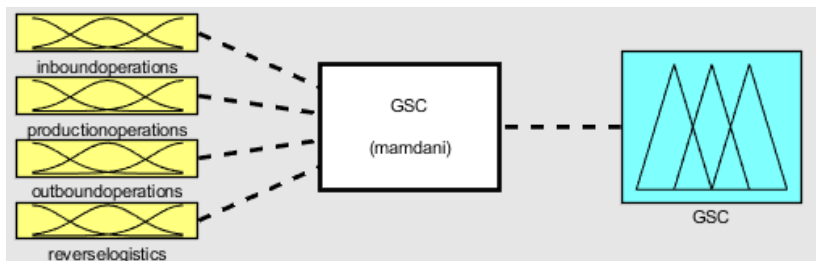 inboundoperations
productionoperations
outboundoperations
reverselogistics
GSC
(mamdani)
GSC